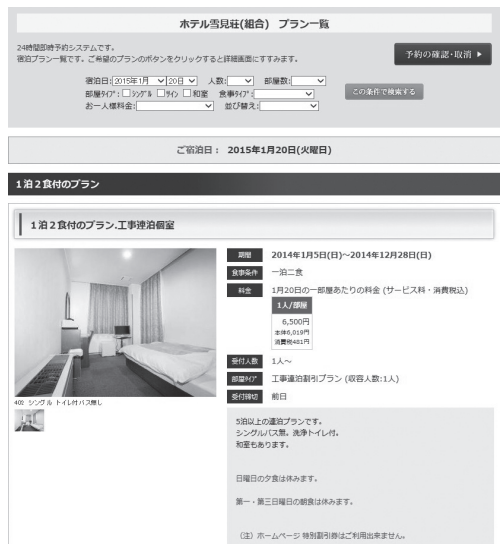 ホテル雪見荘(組合) プラン一覧
24時間即時予約システムです。
宿泊プラン一覧です。ご希望のプランのボタンをクリックすると詳細画面にすすみます。
予約の確認・取消 ▶
宿泊日: 2015年1月 20日 人数: 部屋数:
部屋ﾀｲﾌﾟ: □ｼﾝｸﾞﾙ □ﾂｲﾝ □和室 食事ﾀｲﾌﾟ:
お一人様料金: 並び替え:
この条件で検索する
ご宿泊日： 2015年1月20日(火曜日)
1泊２食付のプラン
１泊２食付のプラン.工事連泊個室
期間 2014年1月5日(日)～2014年12月28日(日)
食事条件 一泊二食
料金 1月20日の一部屋あたりの料金 (サービス料・消費税込)
1人/部屋
6,500円
本体6,019円
消費税481円
受付人数 1人～
部屋ﾀｲﾌﾟ 工事連泊割引プラン (収容人数:1人)
受付締切 前日
402 シングル トイレ付バス無し
5泊以上の連泊プランです。
シングルバス無。洗浄トイレ付。
和室もあります。
日曜日の夕食は休みます。
第一・第三日曜日の朝食は休みます。
（注）ホームページ 特別割引券はご利用出来ません。